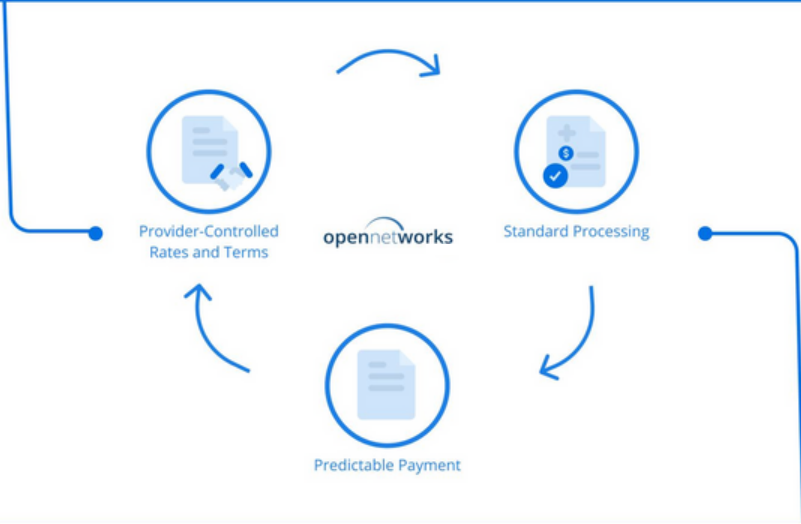 Provider-Controlled
Rates and Terms
opennetworks
Standard Processing
$
Predictable Payment